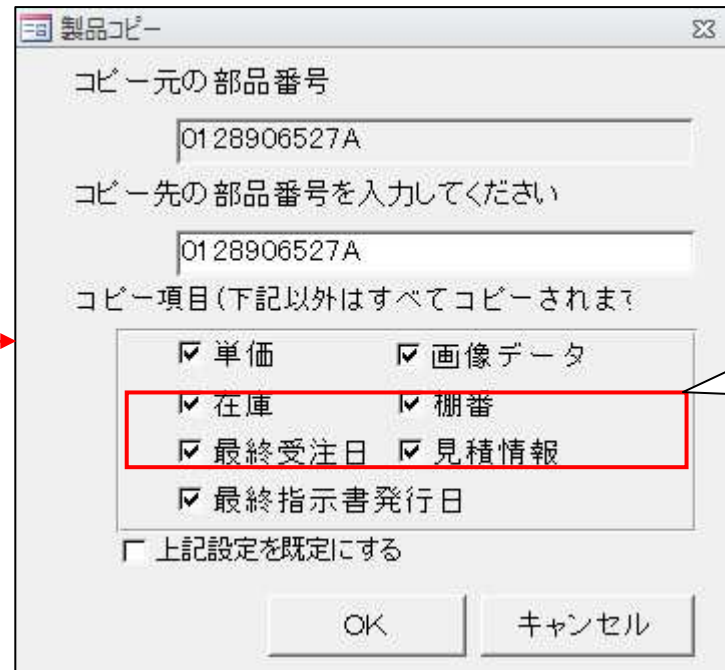 製品コピー
コピー元の部品番号
0128906527A
コピー先の部品番号を入力してください
0128906527A
コピー項目(下記以外はすべてコピーされます
単価 画像データ
在庫 棚番
最終受注日 見積情報
最終指示書発行日
上記設定を既定にする
OK キャンセル